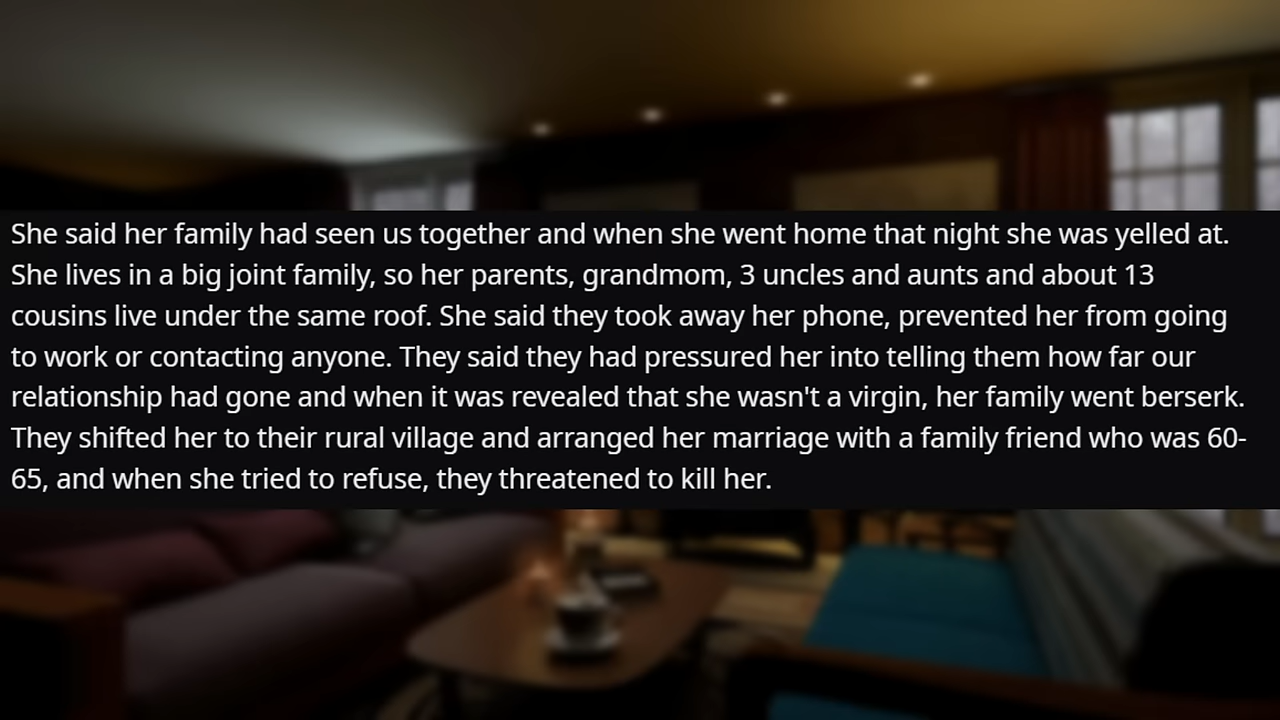 She said her family had seen us together and when she went home that night she was yelled at.
She lives in a big joint family, so her parents, grandmom, 3 uncles and aunts and about 13
cousins live under the same roof. She said they took away her phone, prevented her from going
to work or contacting anyone. They said they had pressured her into telling them how far our
relationship had gone and when it was revealed that she wasn't a virgin, her family went berserk.
They shifted her to their rural village and arranged her marriage with a family friend who was 60-
65, and when she tried to refuse, they threatened to kill her.